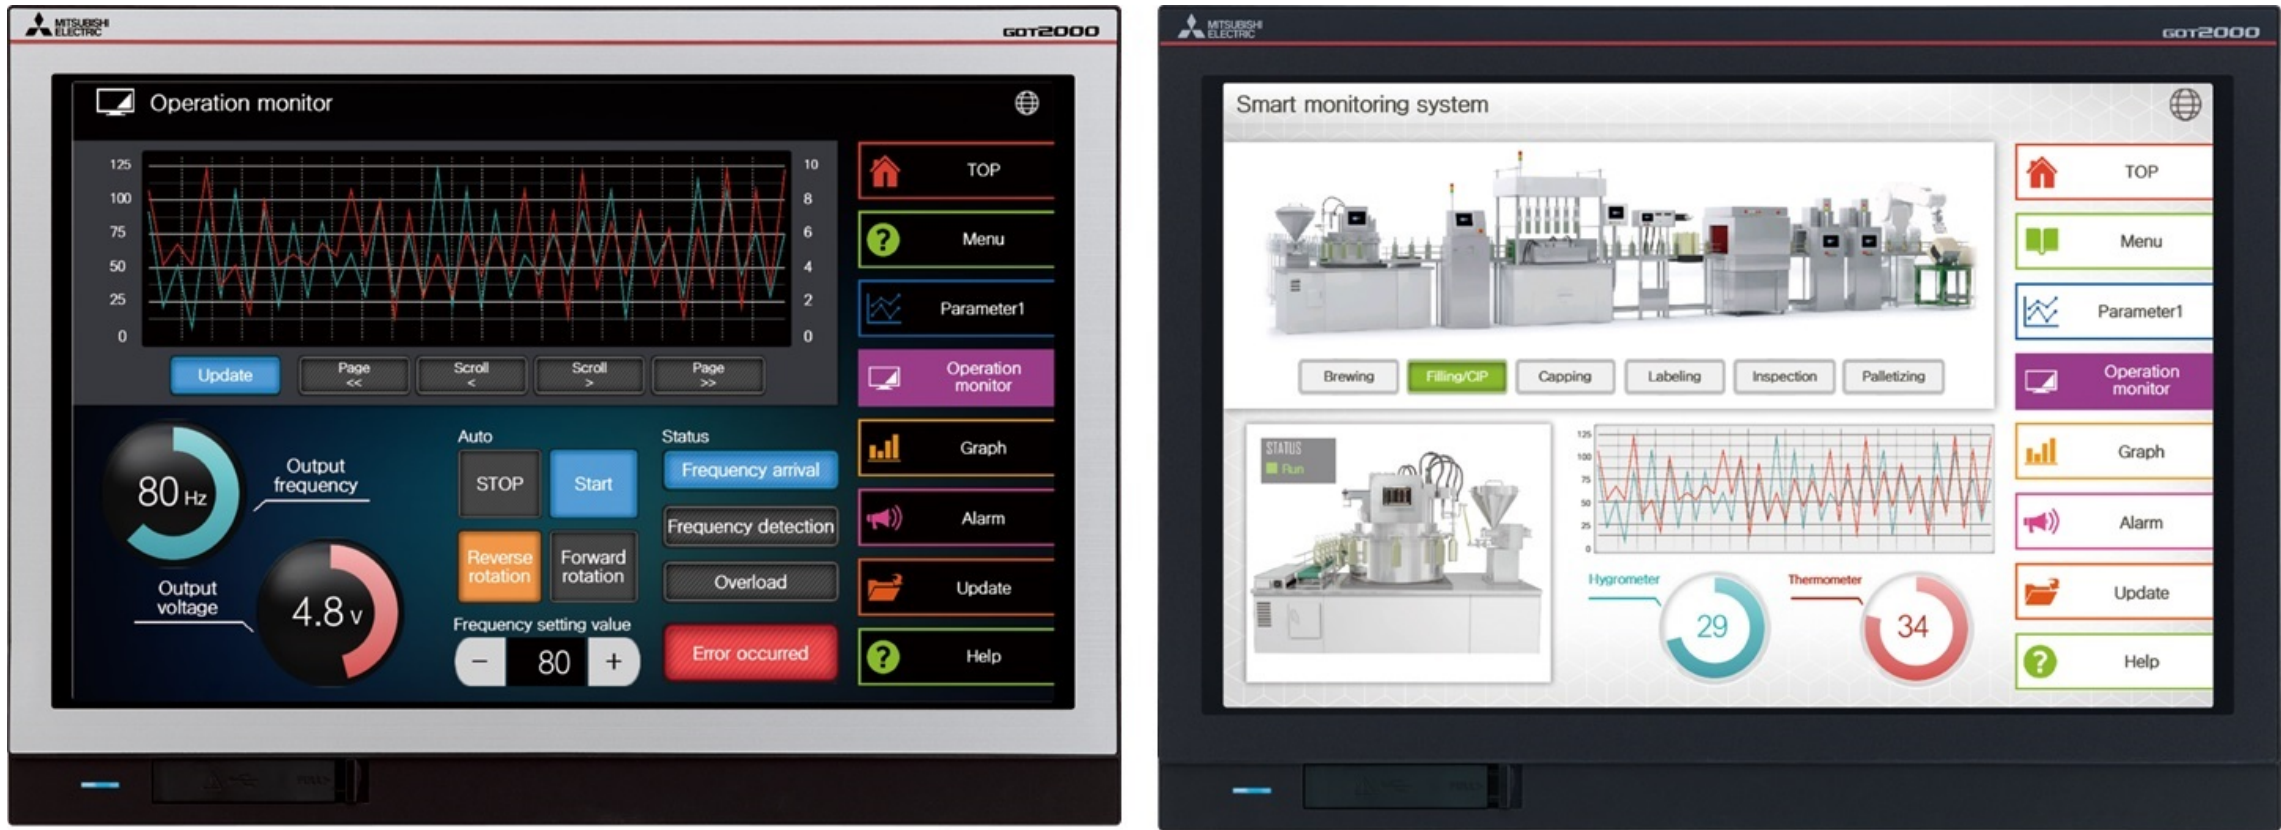 MITSUBISHI
ELECTRIC
GOT2000
Operation monitor
125
100
75
50
25
0
10
8
6
4
2
0
Update
Page
<<
Scroll
<
Scroll
>
Page
>>
80 Hz
Output
frequency
Output
voltage
4.8 v
Auto
STOP
Start
Reverse
rotation
Forward
rotation
Frequency setting value
−
80
+
Status
Frequency arrival
Frequency detection
Overload
Error occurred
TOP
Menu
Parameter1
Operation
monitor
Graph
Alarm
Update
Help
MITSUBISHI
ELECTRIC
GOT2000
Smart monitoring system
Brewing
Filling/CIP
Capping
Labeling
Inspection
Palletizing
STATUS
Run
125
100
75
50
25
0
Hygrometer
29
Thermometer
34
TOP
Menu
Parameter1
Operation
monitor
Graph
Alarm
Update
Help